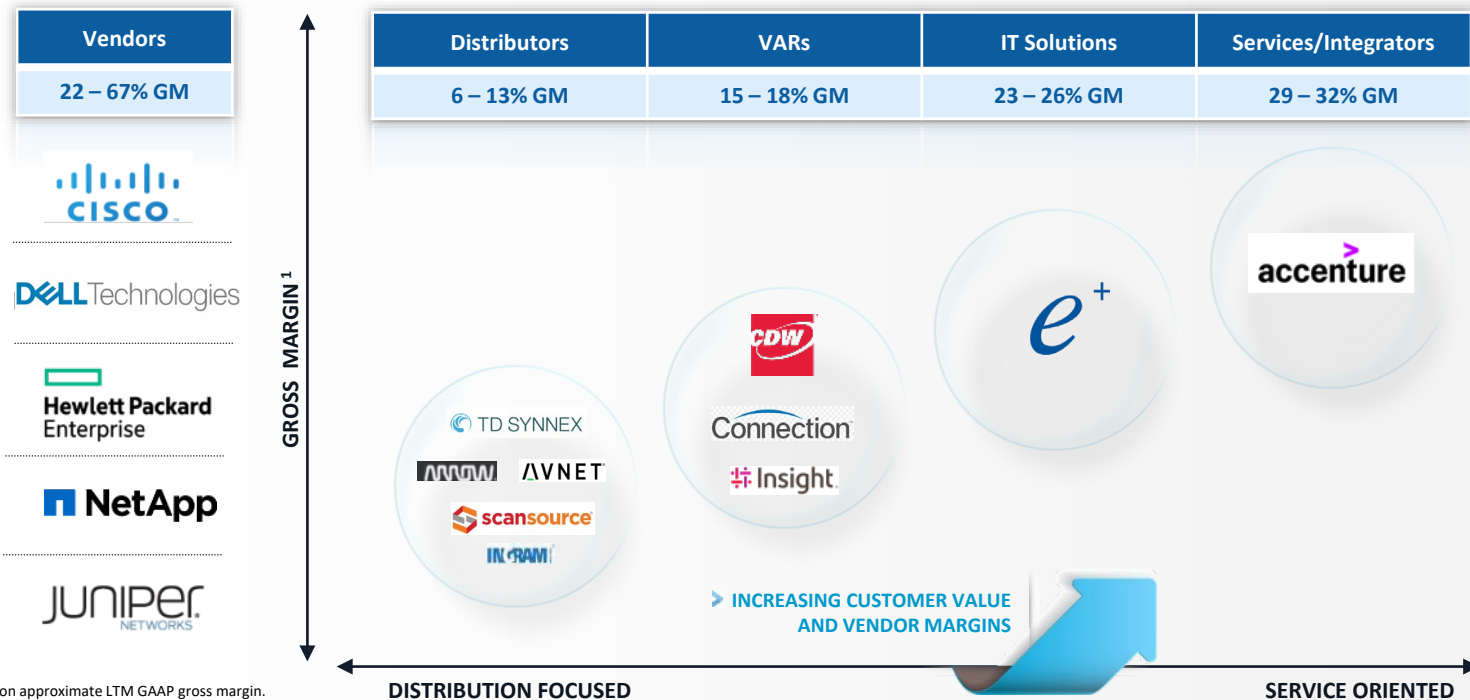 Vendors
22 – 67% GM
CISCO
DELL Technologies
Hewlett Packard
Enterprise
NetApp
JUNIPER
NETWORKS
GROSS MARGIN 1
Distributors
VARs
IT Solutions
Services/Integrators
6 – 13% GM
15 – 18% GM
23 – 26% GM
29 – 32% GM
TD SYNNEX
ARROW
AVNET
scansource
INGRAM
CDW
Connection
Insight
e+
accenture
> INCREASING CUSTOMER VALUE
AND VENDOR MARGINS
DISTRIBUTION FOCUSED
SERVICE ORIENTED
on approximate LTM GAAP gross margin.